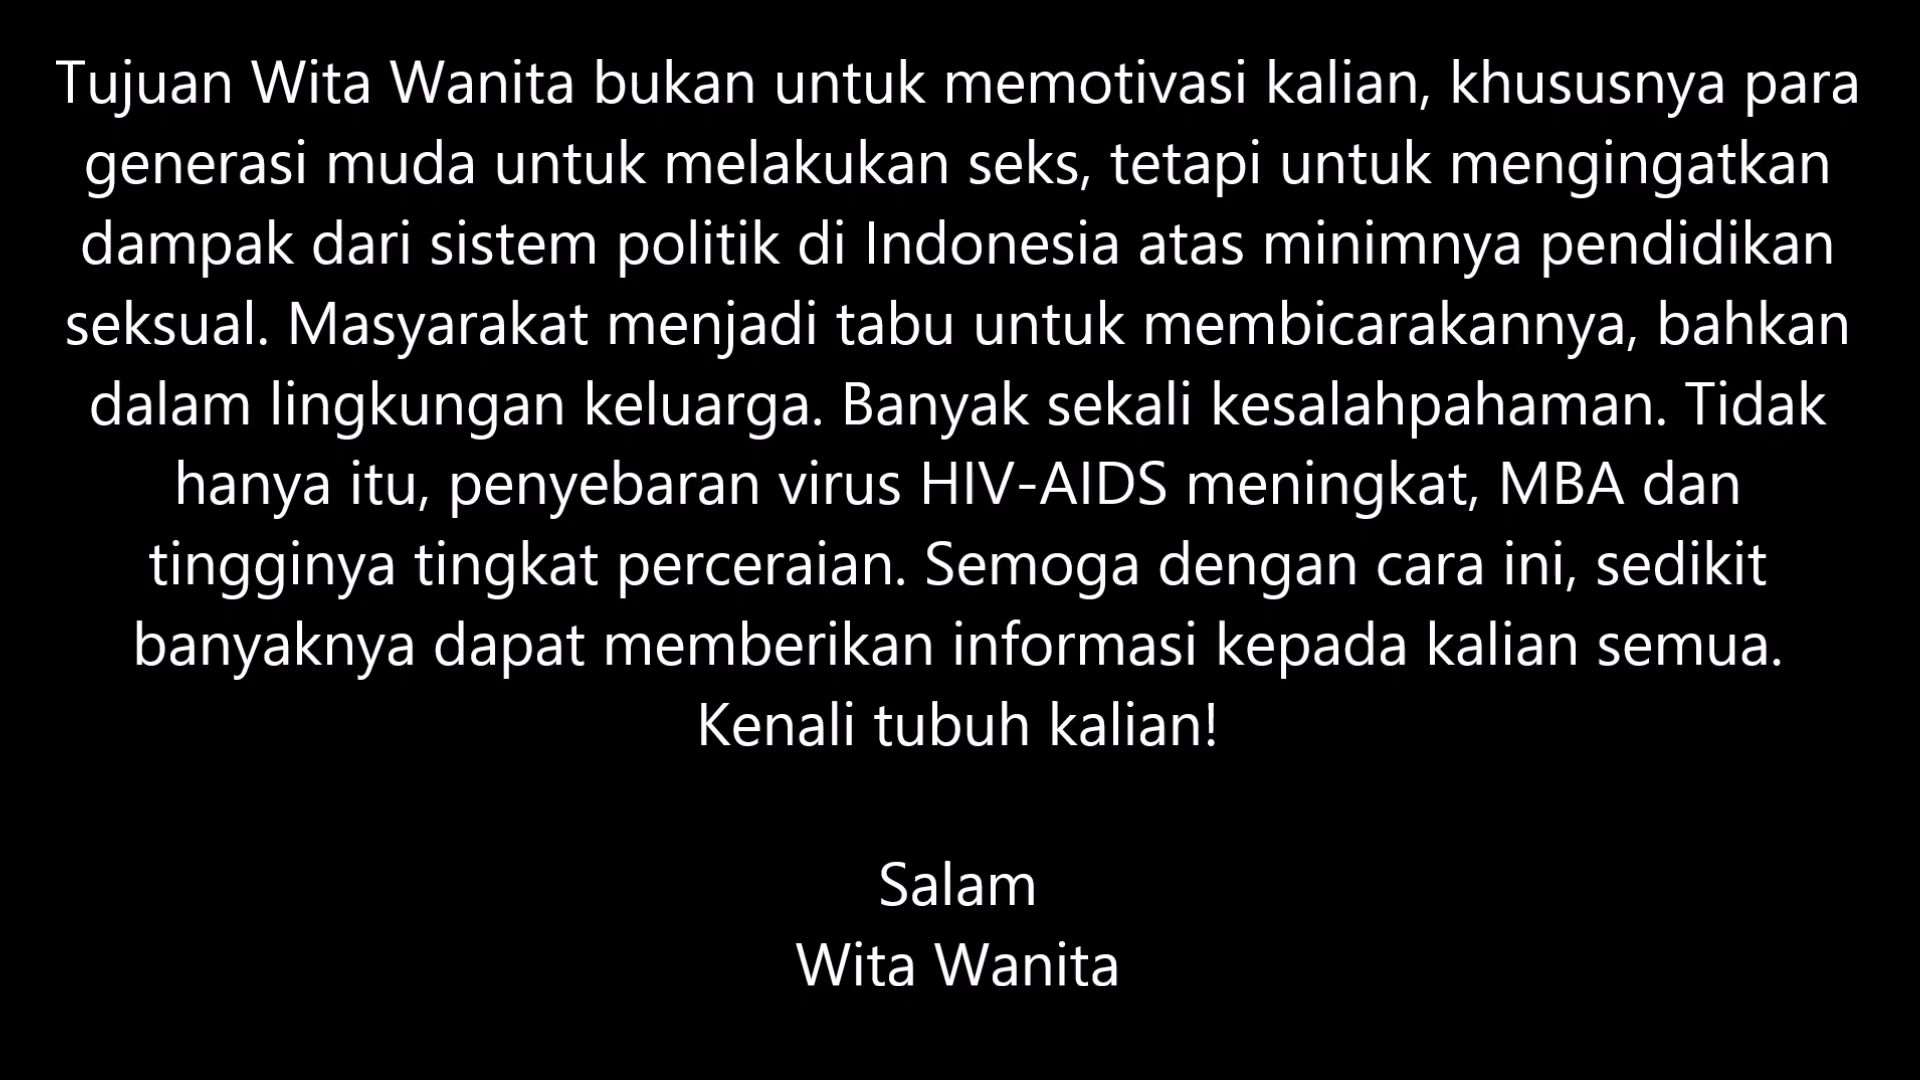 Tujuan Wita Wanita bukan untuk memotivasi kalian, khususnya para
generasi muda untuk melakukan seks, tetapi untuk mengingatkan
dampak dari sistem politik di Indonesia atas minimnya pendidikan
seksual. Masyarakat menjadi tabu untuk membicarakannya, bahkan
dalam lingkungan keluarga. Banyak sekali kesalahpahaman. Tidak
hanya itu, penyebaran virus HIV-AIDS meningkat, MBA dan
tingginya tingkat perceraian. Semoga dengan cara ini, sedikit
banyaknya dapat memberikan informasi kepada kalian semua.
Kenali tubuh kalian!
Salam
Wita Wanita